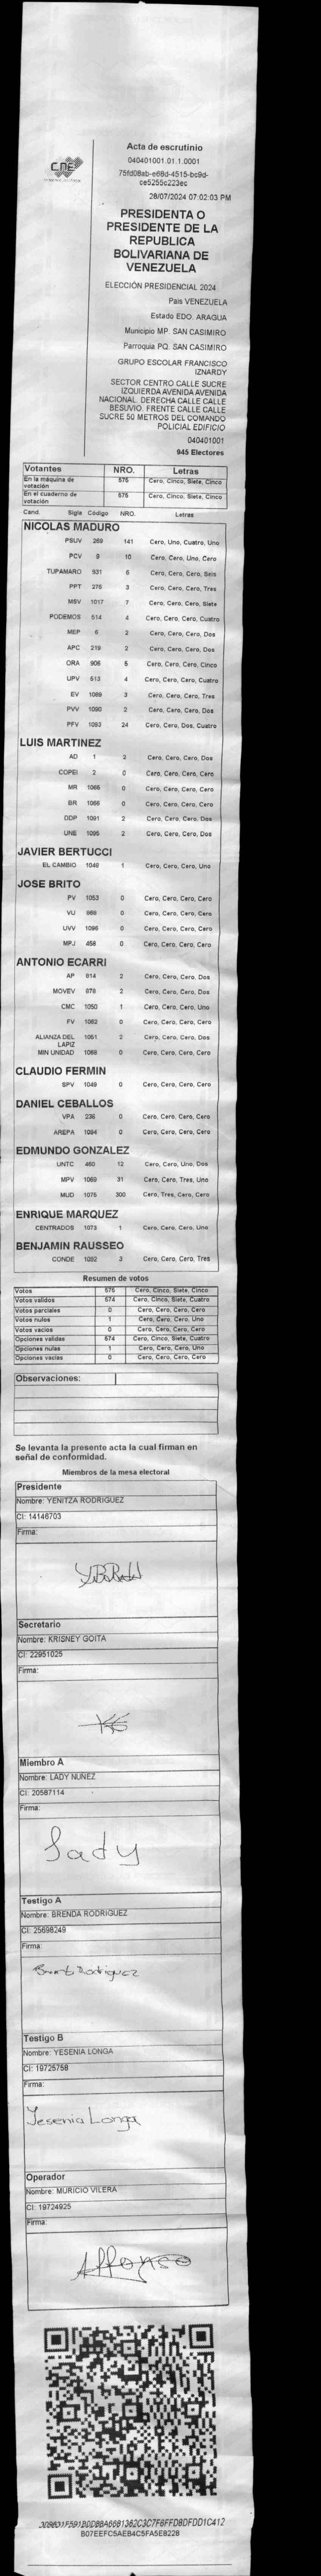 CNE
Acta de escrutinio
040401001.01.1.0001
75fd08ab-e68d-4515-bc9d-
ce5255c223ec
28/07/2024 07:02:03 PM
PRESIDENTA O
PRESIDENTE DE LA
REPUBLICA
BOLIVARIANA DE
VENEZUELA
ELECCIÓN PRESIDENCIAL 2024
País VENEZUELA
Estado EDO. ARAGUA
Municipio MP. SAN CASIMIRO
Parroquia PQ. SAN CASIMIRO
GRUPO ESCOLAR FRANCISCO
IZNARDY
SECTOR CENTRO CALLE SUCRE
IZQUIERDA AVENIDA AVENIDA
NACIONAL. DERECHA CALLE CALLE
BESUVIO. FRENTE CALLE CALLE
SUCRE 50 METROS DEL COMANDO
POLICIAL EDIFICIO
040401001
945 Electores
Votantes NRO. Letras
En la máquina de votación 575 Cero, Cinco, Siete, Cinco
En el cuaderno de votación 575 Cero, Cinco, Siete, Cinco
Cand. Sigla Código NRO. Letras
NICOLAS MADURO
PSUV 269 141 Cero, Uno, Cuatro, Uno
PCV 9 10 Cero, Cero, Uno, Cero
TUPAMARO 531 6 Cero, Cero, Cero, Seis
PPT 276 3 Cero, Cero, Cero, Tres
MSV 1017 7 Cero, Cero, Cero, Siete
PODEMOS 514 4 Cero, Cero, Cero, Cuatro
MEP 6 2 Cero, Cero, Cero, Dos
APC 219 2 Cero, Cero, Cero, Dos
ORA 906 5 Cero, Cero, Cero, Cinco
UPV 513 4 Cero, Cero, Cero, Cuatro
EV 1089 3 Cero, Cero, Cero, Tres
PVV 1090 2 Cero, Cero, Cero, Dos
PFV 1093 24 Cero, Cero, Dos, Cuatro
LUIS MARTINEZ
AD 1 2 Cero, Cero, Cero, Dos
COPEI 2 0 Cero, Cero, Cero, Cero
MR 1065 0 Cero, Cero, Cero, Cero
BR 1066 0 Cero, Cero, Cero, Cero
DDP 1091 2 Cero, Cero, Cero, Dos
UNE 1095 2 Cero, Cero, Cero, Dos
JAVIER BERTUCCI
EL CAMBIO 1049 1 Cero, Cero, Cero, Uno
JOSE BRITO
PV 1053 0 Cero, Cero, Cero, Cero
VU 969 0 Cero, Cero, Cero, Cero
UVV 1096 0 Cero, Cero, Cero, Cero
MPJ 458 0 Cero, Cero, Cero, Cero
ANTONIO ECARRI
AP 814 2 Cero, Cero, Cero, Dos
MOVEV 878 2 Cero, Cero, Cero, Dos
CMC 1050 1 Cero, Cero, Cero, Uno
FV 1062 0 Cero, Cero, Cero, Cero
ALIANZA DEL LAPIZ 1051 2 Cero, Cero, Cero, Dos
MIN UNIDAD 1088 0 Cero, Cero, Cero, Cero
CLAUDIO FERMIN
SPV 1048 0 Cero, Cero, Cero, Cero
DANIEL CEBALLOS
VPA 236 0 Cero, Cero, Cero, Cero
AREPA 1094 0 Cero, Cero, Cero, Cero
EDMUNDO GONZALEZ
UNTC 460 12 Cero, Cero, Uno, Dos
MPV 1069 31 Cero, Cero, Tres, Uno
MUD 1075 300 Cero, Tres, Cero, Cero
ENRIQUE MARQUEZ
CENTRADOS 1073 1 Cero, Cero, Cero, Uno
BENJAMIN RAUSSEO
CONDE 1092 3 Cero, Cero, Cero, Tres
Resumen de votos
Votos 575 Cero, Cinco, Siete, Cinco
Votos validos 574 Cero, Cinco, Siete, Cuatro
Votos parciales 0 Cero, Cero, Cero, Cero
Votos nulos 1 Cero, Cero, Cero, Uno
Votos vacios 0 Cero, Cero, Cero, Cero
Opciones validas 574 Cero, Cinco, Siete, Cuatro
Opciones nulas 1 Cero, Cero, Cero, Uno
Opciones vacías 0 Cero, Cero, Cero, Cero
Observaciones:
Se levanta la presente acta la cual firman en
señal de conformidad.
Miembros de la mesa electoral
Presidente
Nombre: YENITZA RODRIGUEZ
CI: 14146703
Firma:
Secretario
Nombre: KRISNEY GOITA
CI: 22951025
Firma:
Miembro A
Nombre: LADY NUNEZ
CI: 20587114
Firma:
Lady
Testigo A
Nombre: BRENDA RODRIGUEZ
CI: 25698249
Firma:
Brenda Rodriguez
Testigo B
Nombre: YESENIA LONGA
CI: 19725758
Firma:
Yesenia Longa
Operador
Nombre: MURICIO VILERA
CI: 19724925
Firma:
Alfonso
B07EEFC5AEB4C5FA5E8228